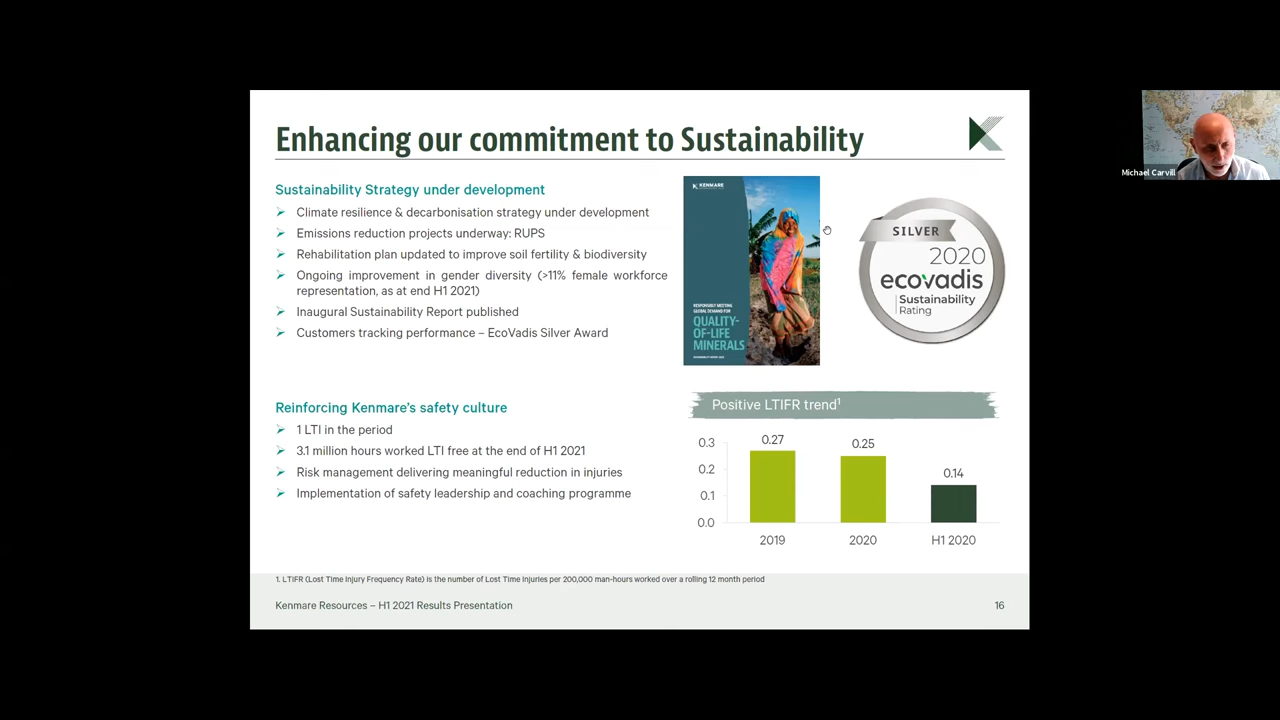 Enhancing our commitment to Sustainability
Sustainability Strategy under development
Climate resilience & decarbonisation strategy under development
Emissions reduction projects underway: RUPS
Rehabilitation plan updated to improve soil fertility & biodiversity
Ongoing improvement in gender diversity (>11% female workforce
representation, as at end H1 2021)
Inaugural Sustainability Report published
Customers tracking performance – EcoVadis Silver Award
KENMARE
RESPONSIBLY MEETING
GLOBAL DEMAND FOR
QUALITY-
OF-LIFE
MINERALS
SUSTAINABILITY REPORT 2020
SILVER
2020
ecovadis
Sustainability
Rating
Michael Carvill
Reinforcing Kenmare's safety culture
1 LTI in the period
3.1 million hours worked LTI free at the end of H1 2021
Risk management delivering meaningful reduction in injuries
Implementation of safety leadership and coaching programme
Positive LTIFR trend¹
0.3
0.2
0.1
0.0
0.27
0.25
0.14
2019
2020
H1 2020
1. LTIFR (Lost Time Injury Frequency Rate) is the number of Lost Time Injuries per 200,000 man-hours worked over a rolling 12 month period
Kenmare Resources – H1 2021 Results Presentation
16